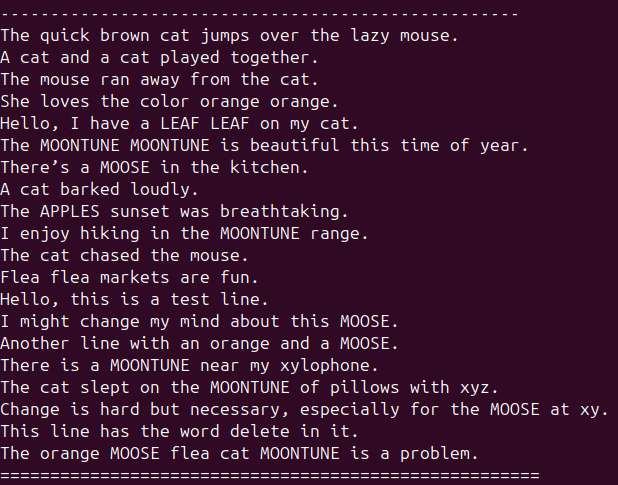 ----------------------------------------------------
The quick brown cat jumps over the lazy mouse.
A cat and a cat played together.
The mouse ran away from the cat.
She loves the color orange orange.
Hello, I have a LEAF LEAF on my cat.
The MOONTUNE MOONTUNE is beautiful this time of year.
There’s a MOOSE in the kitchen.
A cat barked loudly.
The APPLES sunset was breathtaking.
I enjoy hiking in the MOONTUNE range.
The cat chased the mouse.
Flea flea markets are fun.
Hello, this is a test line.
I might change my mind about this MOOSE.
Another line with an orange and a MOOSE.
There is a MOONTUNE near my xylophone.
The cat slept on the MOONTUNE of pillows with xyz.
Change is hard but necessary, especially for the MOOSE at xy.
This line has the word delete in it.
The orange MOOSE flea cat MOONTUNE is a problem.
======================================================